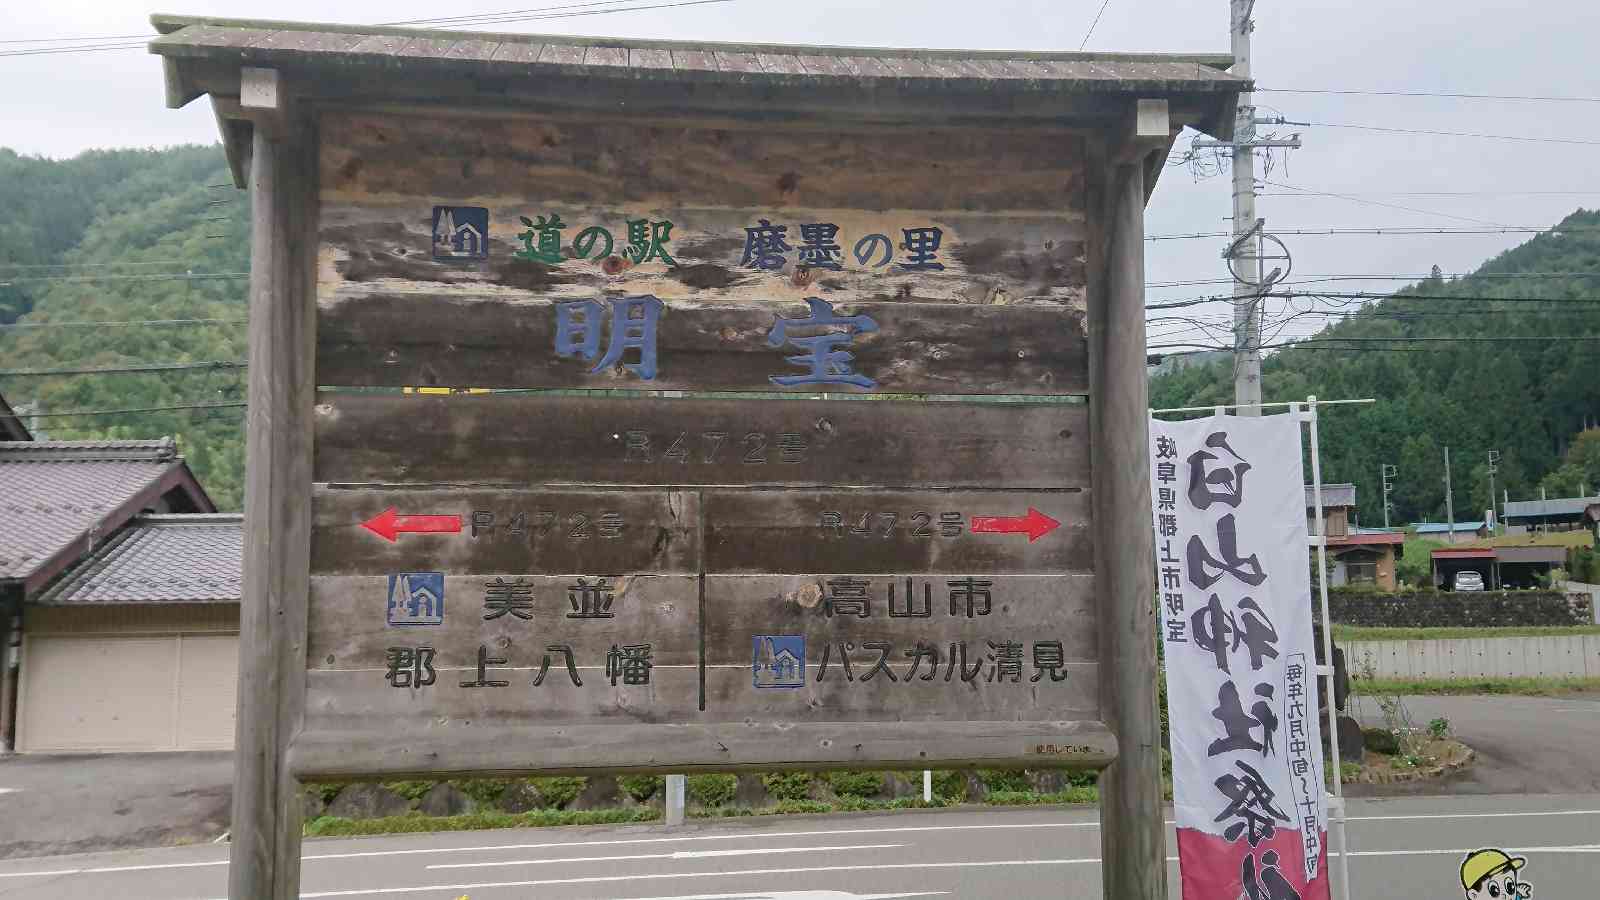 道の駅 磨墨の里
明宝
R472号
R472号
R472号
美並
郡上八幡
高山市
パスカル清見
白山神社祭礼
岐阜県郡上市明宝
毎年九月中旬~十月中旬